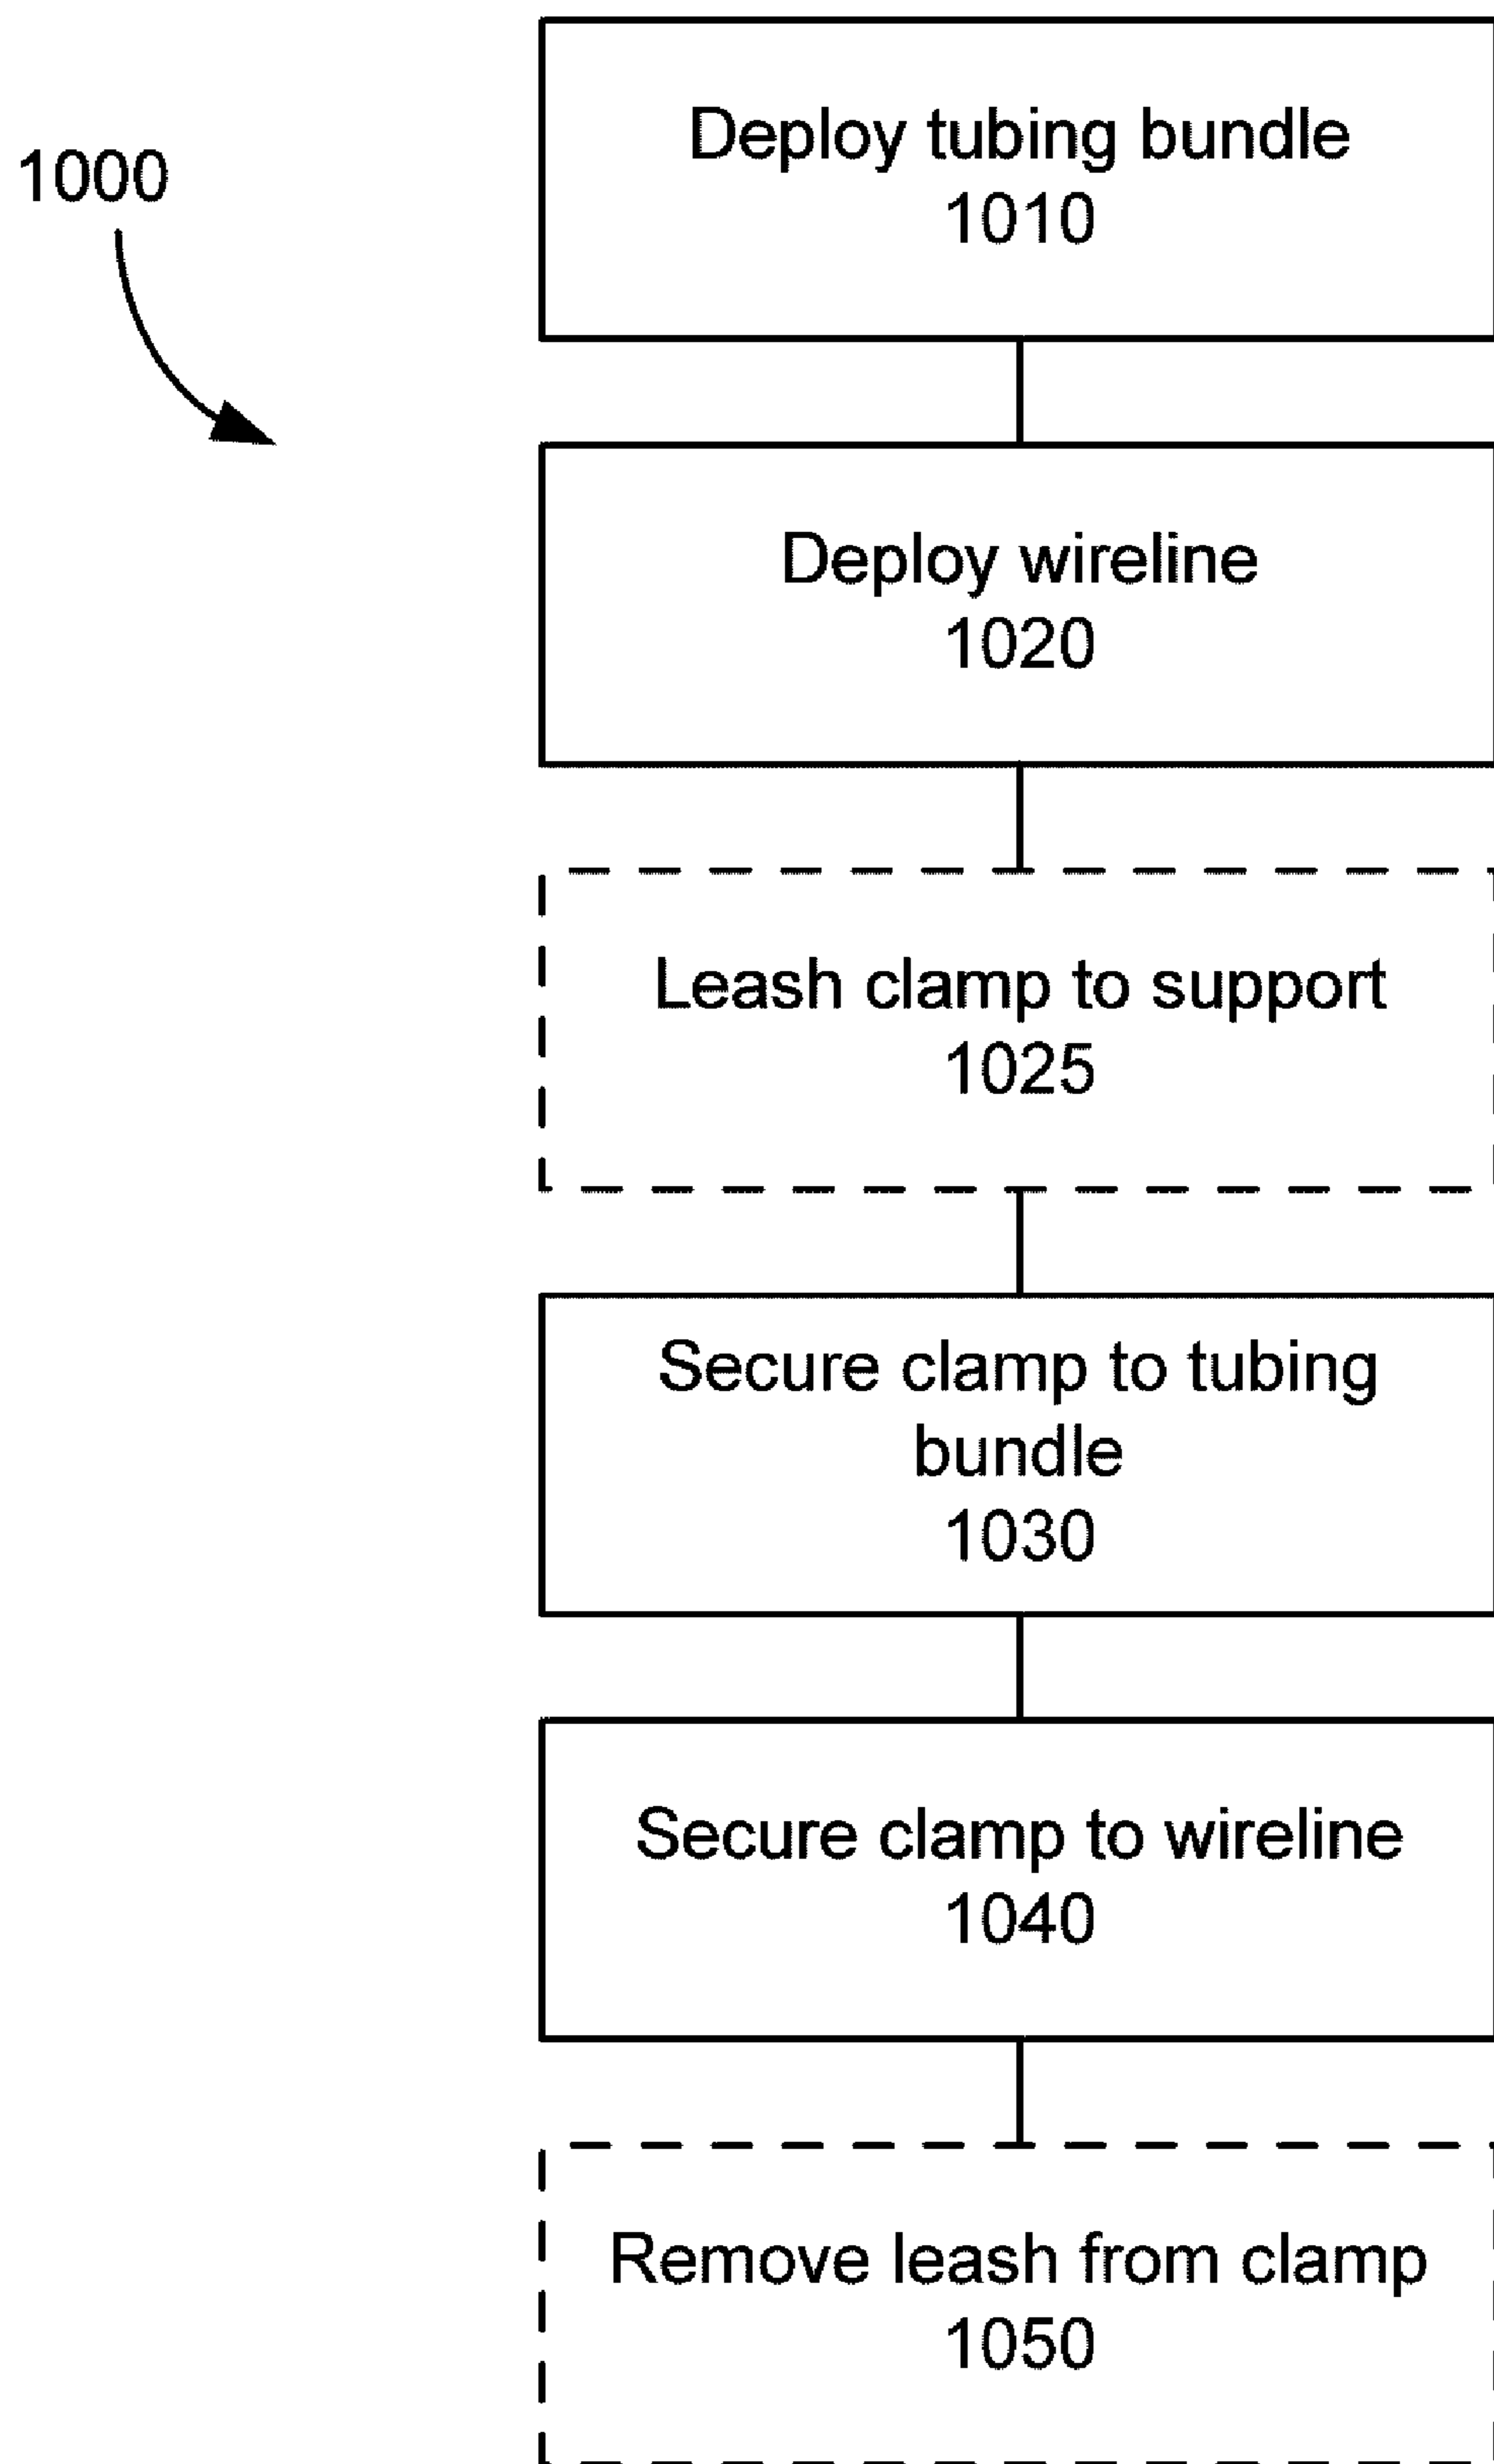 1000
Deploy tubing bundle
1010
Deploy wireline
1020
Leash clamp to support
1025
Secure clamp to tubing
bundle
1030
Secure clamp to wireline
1040
Remove leash from clamp
1050